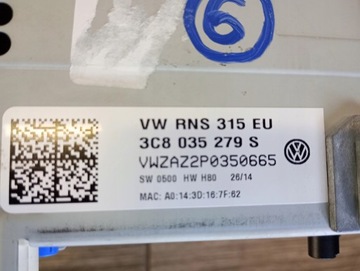 6
VW RNS 315 EU
3C8 035 279 S
VWZAZ2P0350665
SW 0500 HW H80 26/14
MAC: A0:14:3D:16:7F:62